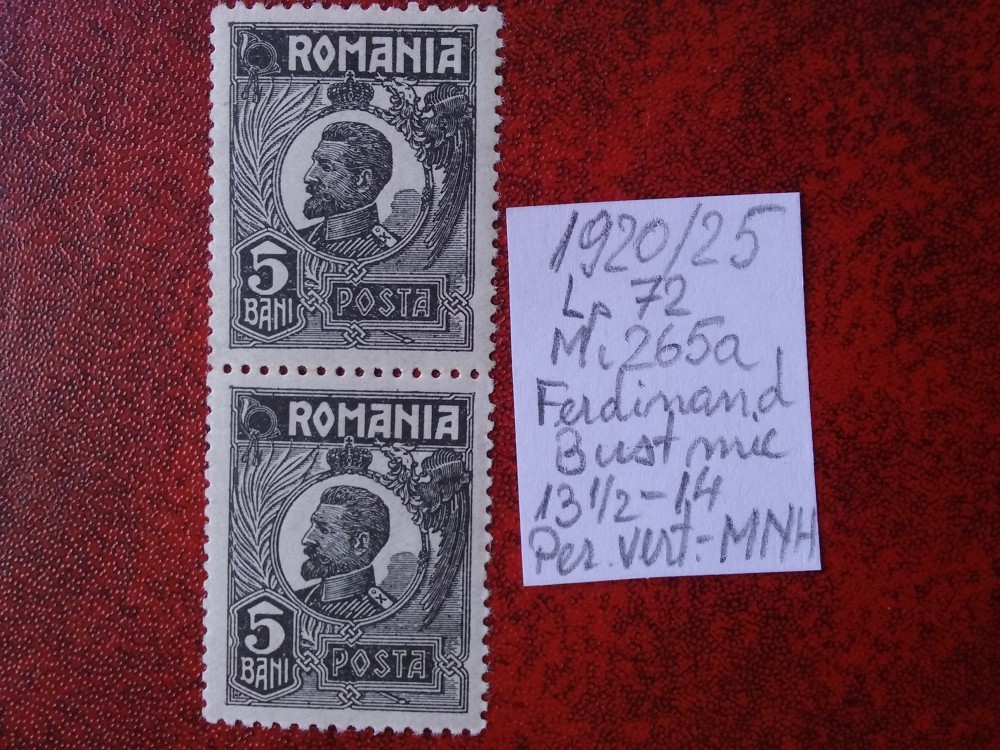 ROMANIA
5
BANI
POSTA
ROMANIA
5
BANI
POSTA
1920/25
Lp 72
Mi 265a
Ferdinand
Bust mic
13 1/2-14
Per. vert.-MNH